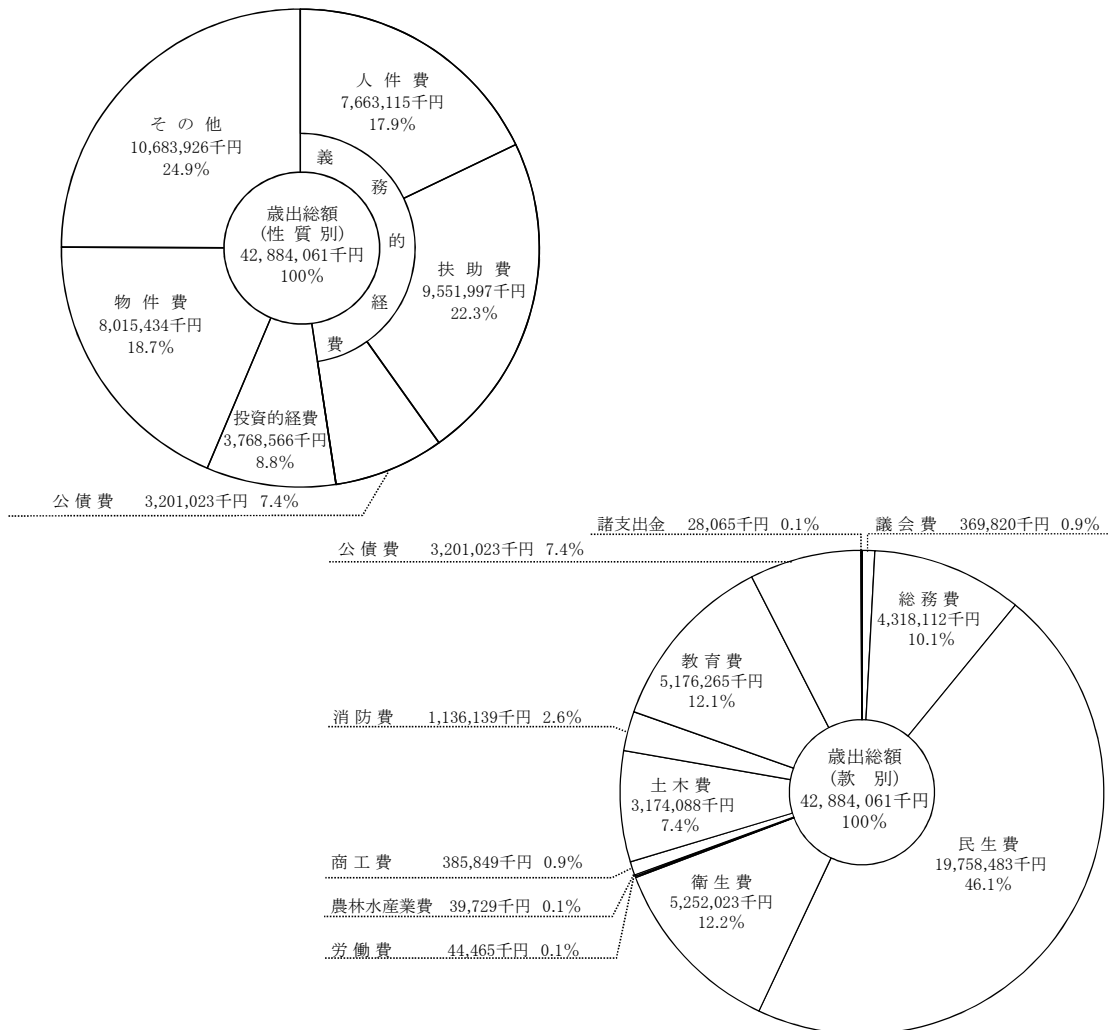 人件費
7,663,115千円
17.9%
その他
10,683,926千円
24.9%
義務的経費
歳出総額
(性質別)
42,884,061千円
100%
扶助費
9,551,997千円
22.3%
物件費
8,015,434千円
18.7%
投資的経費
3,768,566千円
8.8%
公債費 3,201,023千円 7.4%
諸支出金 28,065千円 0.1%
議会費 369,820千円 0.9%
公債費 3,201,023千円 7.4%
総務費
4,318,112千円
10.1%
教育費
5,176,265千円
12.1%
消防費 1,136,139千円 2.6%
歳出総額
(款 別)
42,884,061千円
100%
土木費
3,174,088千円
7.4%
民生費
19,758,483千円
46.1%
商工費 385,849千円 0.9%
衛生費
5,252,023千円
12.2%
農林水産業費 39,729千円 0.1%
労働費 44,465千円 0.1%